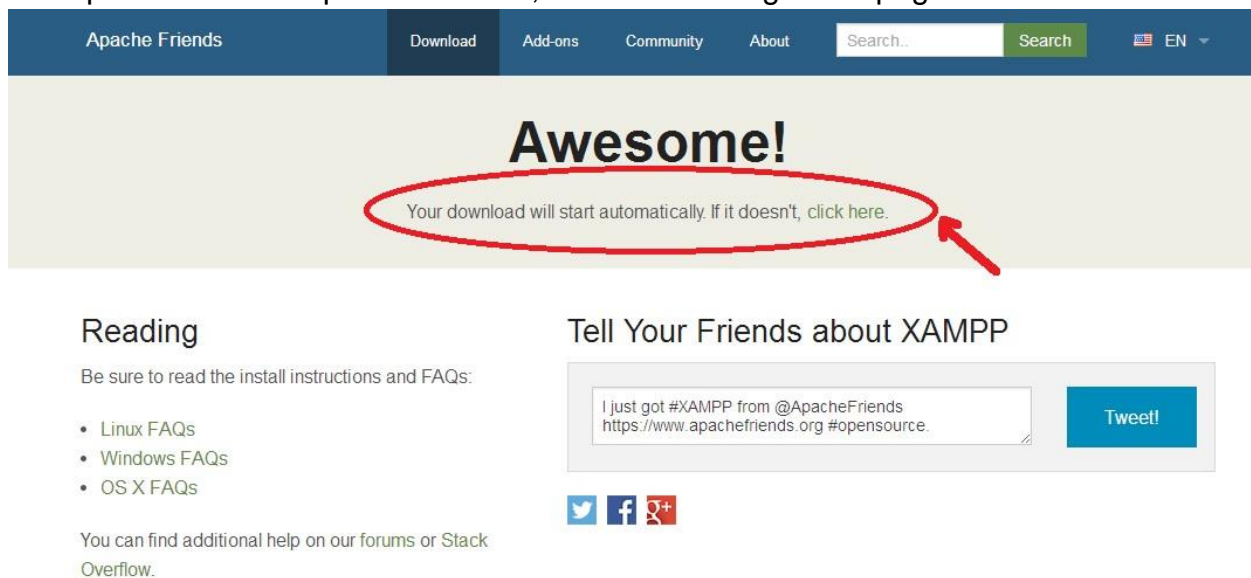 Apache Friends
Download
Add-ons
Community
About
Search..
Search
EN
Awesome!
Your download will start automatically. If it doesn't, click here.
Reading
Be sure to read the install instructions and FAQs:
• Linux FAQs
• Windows FAQs
• OS X FAQs
You can find additional help on our forums or Stack
Overflow.
Tell Your Friends about XAMPP
I just got #XAMPP from @ApacheFriends
https://www.apachefriends.org #opensource.
Tweet!